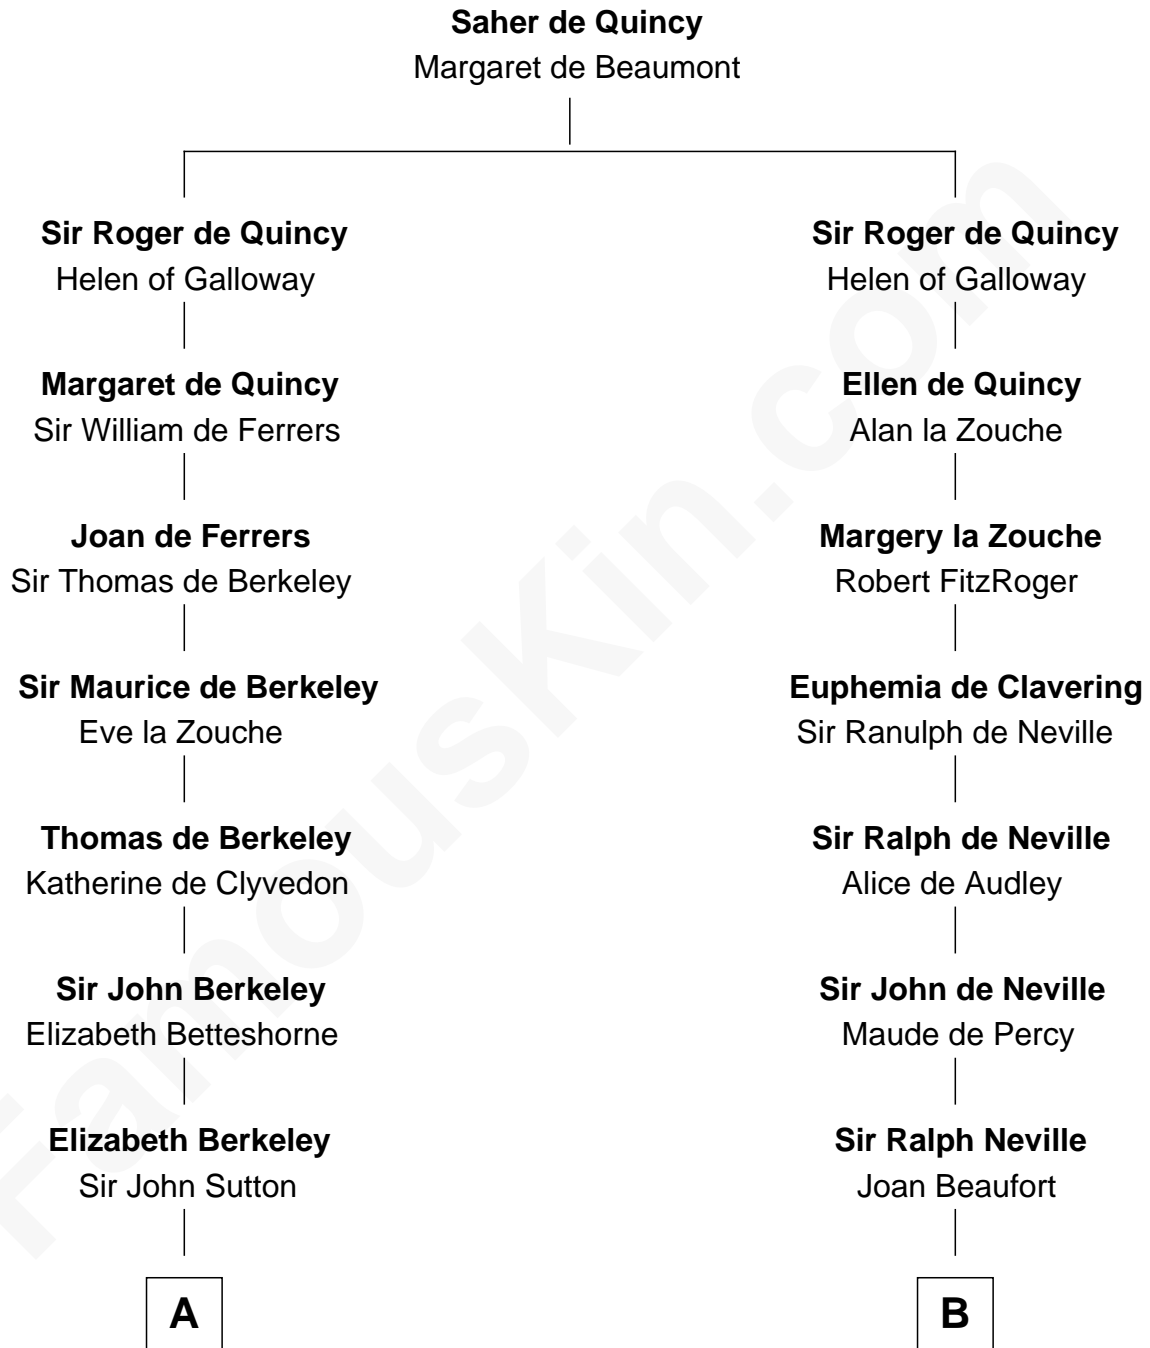 Saher de Quincy
Margaret de Beaumont
Sir Roger de Quincy
Helen of Galloway
Margaret de Quincy
Sir William de Ferrers
Joan de Ferrers
Sir Thomas de Berkeley
Sir Maurice de Berkeley
Eve la Zouche
Thomas de Berkeley
Katherine de Clyvedon
Sir John Berkeley
Elizabeth Betteshorne
Elizabeth Berkeley
Sir John Sutton
A
Sir Roger de Quincy
Helen of Galloway
Ellen de Quincy
Alan la Zouche
Margery la Zouche
Robert FitzRoger
Euphemia de Clavering
Sir Ranulph de Neville
Sir Ralph de Neville
Alice de Audley
Sir John de Neville
Maude de Percy
Sir Ralph Neville
Joan Beaufort
B
FamousKin.com